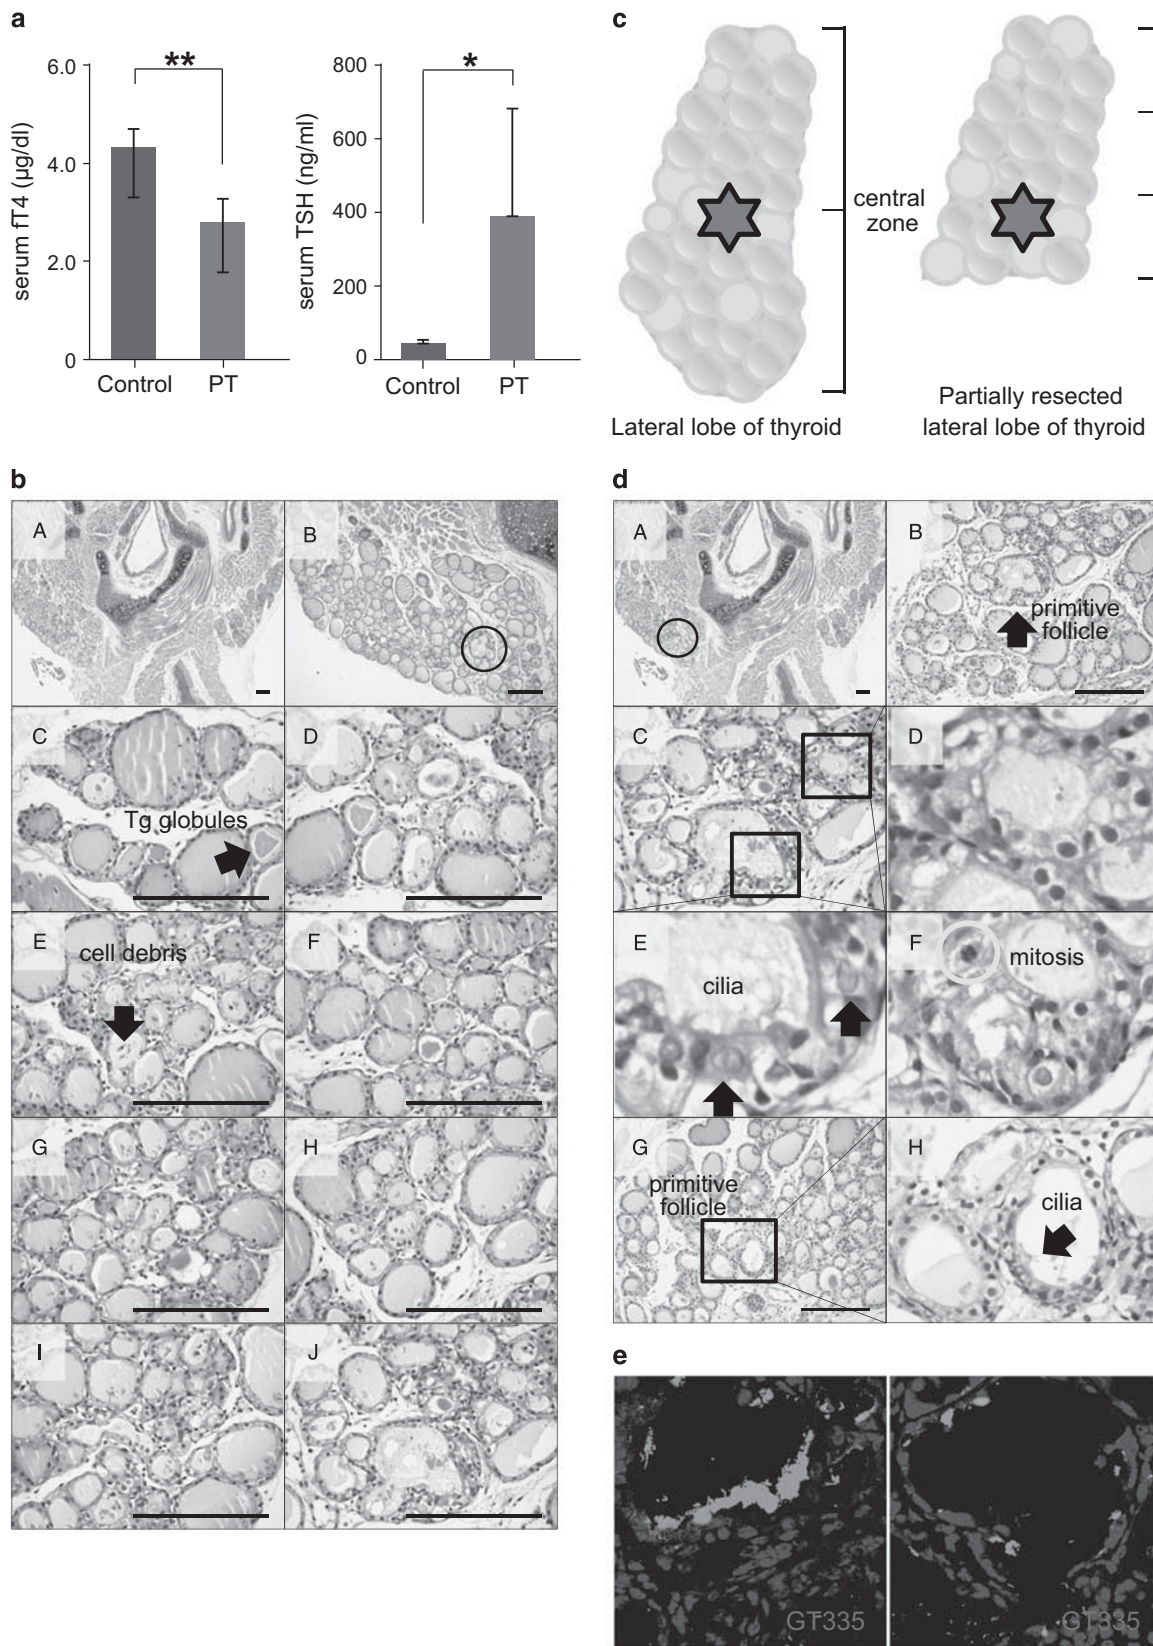 a
6.0
4.0
2.0
0
serum fT4 (µg/dl)
**
Control
PT
800
600
400
200
0
serum TSH (ng/ml)
*
Control
PT
c
central
zone
Lateral lobe of thyroid
Partially resected
lateral lobe of thyroid
b
A
B
C
Tg globules
D
E
cell debris
F
G
H
I
J
d
A
B
primitive
follicle
C
D
E
cilia
F
mitosis
G
primitive
follicle
H
cilia
e
GT335
GT335